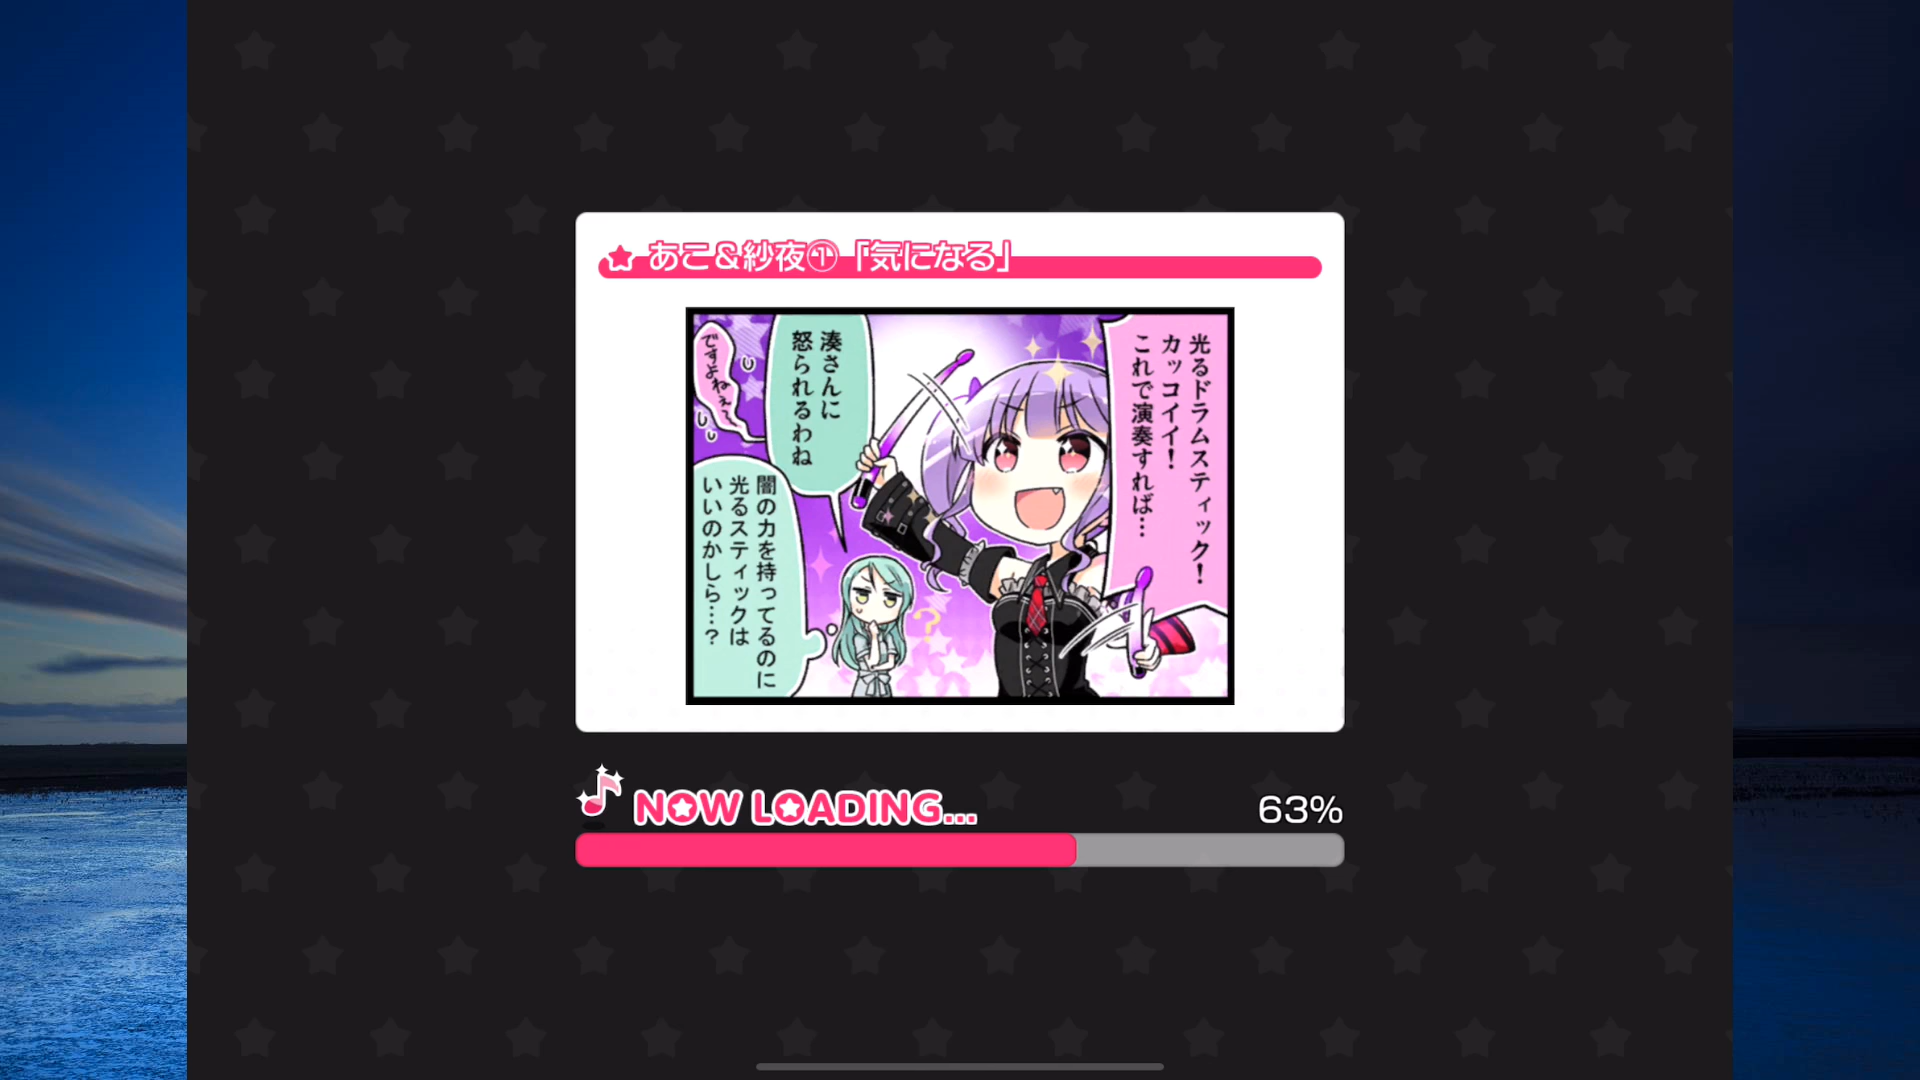 あこ&紗夜①「気になる」
光るドラムスティック!
カッコイイ!
これで演奏すれば…
湊さんに
怒られるわね
ですよねぇ〜
闇の力を持ってるのに
光るスティックは
いいのかしら…?
?
NOW LOADING...
63%